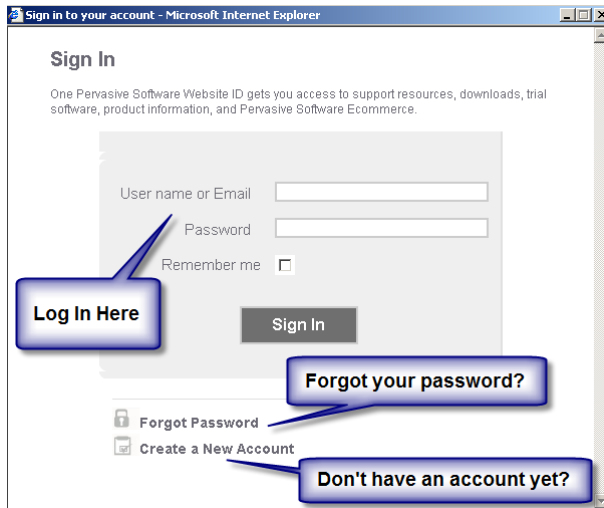 Sign in to your account - Microsoft Internet Explorer
Sign In
One Pervasive Software Website ID gets you access to support resources, downloads, trial
software, product information, and Pervasive Software Ecommerce.
User name or Email
Password
Remember me
Log In Here
Sign In
Forgot your password?
Forgot Password
Create a New Account
Don't have an account yet?